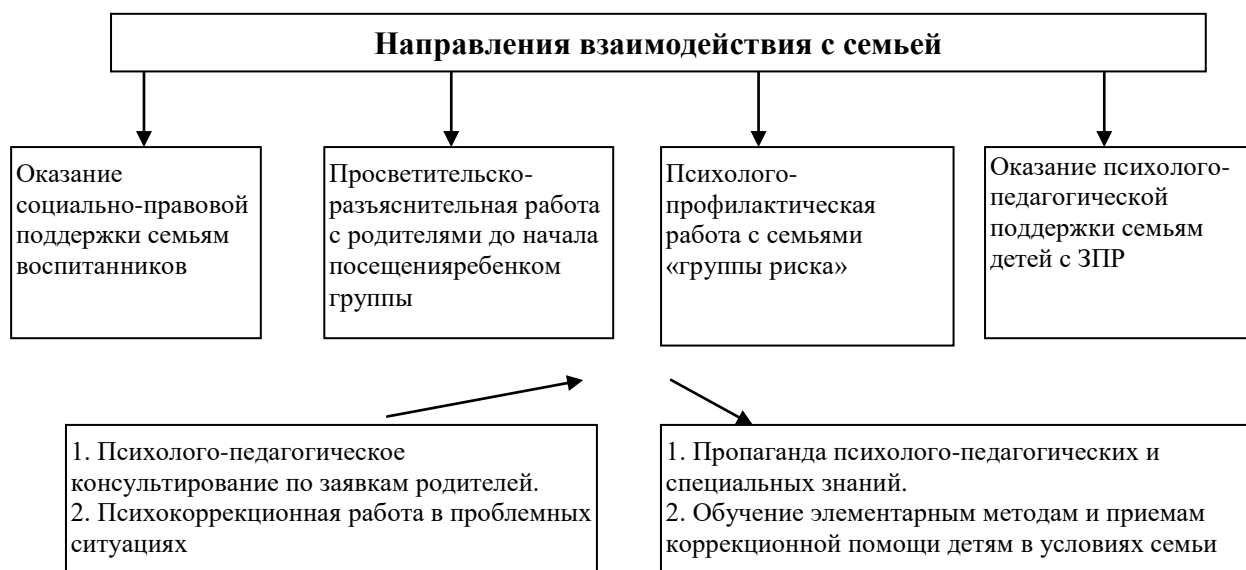 Направления взаимодействия с семьей
Оказание
социально-правовой
поддержки семьям
воспитанников
Просветительско-
разъяснительная работа
с родителями до начала
посещенияребенком
группы
Психолого-
профилактическая
работа с семьями
«группы риска»
Оказание психолого-
педагогической
поддержки семьям
детей с ЗПР
1. Психолого-педагогическое
консультирование по заявкам родителей.
2. Психокоррекционная работа в проблемных
ситуациях
1. Пропаганда психолого-педагогических и
специальных знаний.
2. Обучение элементарным методам и приемам
коррекционной помощи детям в условиях семьи